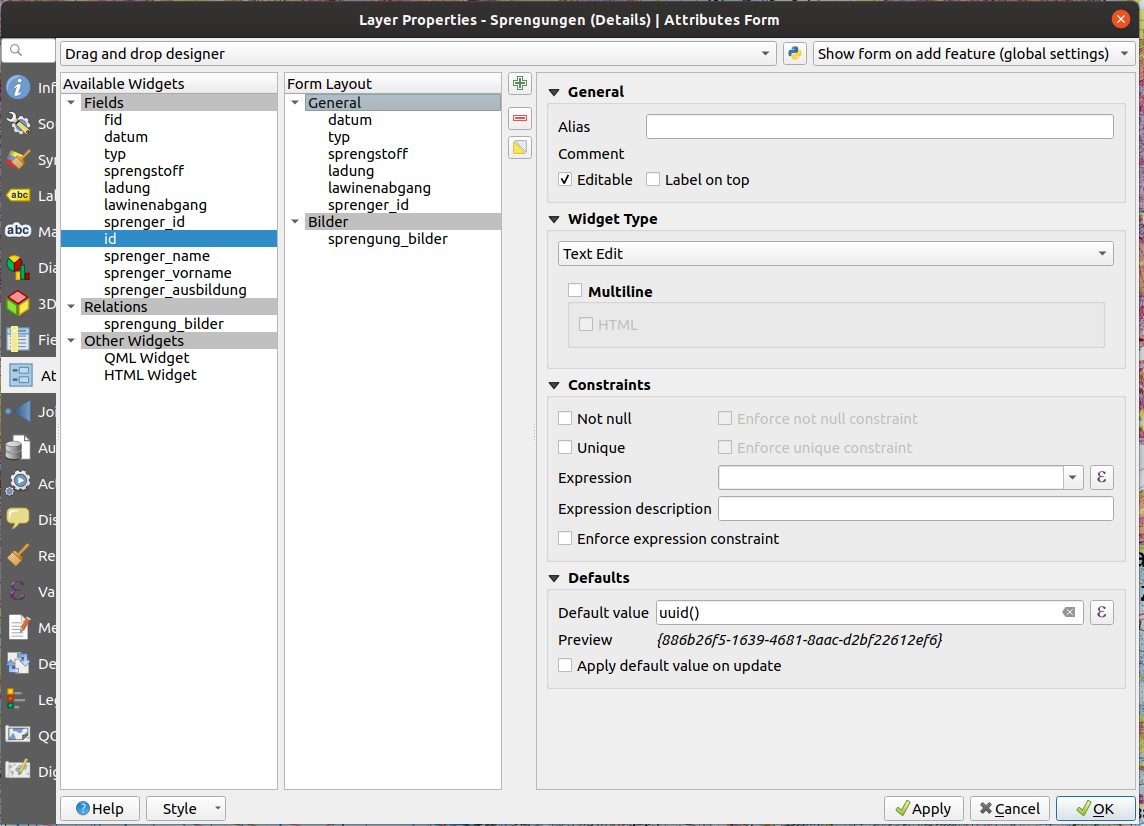 Layer Properties - Sprengungen (Details) | Attributes Form
Drag and drop designer
Show form on add feature (global settings)
Inf
So
Sy
abc Lal
abc Ma
Dia
3D
Fie
At
Joi
Au
Ac
Dis
Re
ε Va
Me
De
Leg
QG
Dig
Available Widgets
Fields
fid
datum
typ
sprengstoff
ladung
lawinenabgang
sprenger_id
id
sprenger_name
sprenger_vorname
sprenger_ausbildung
Relations
sprengung_bilder
Other Widgets
QML Widget
HTML Widget
Form Layout
General
datum
typ
sprengstoff
ladung
lawinenabgang
sprenger_id
Bilder
sprengung_bilder
General
Alias
Comment
Editable Label on top
Widget Type
Text Edit
Multiline
HTML
Constraints
Not null Enforce not null constraint
Unique Enforce unique constraint
Expression ε
Expression description
Enforce expression constraint
Defaults
Default value uuid() ε
Preview {886b26f5-1639-4681-8aac-d2bf22612ef6}
Apply default value on update
Help Style Apply Cancel OK